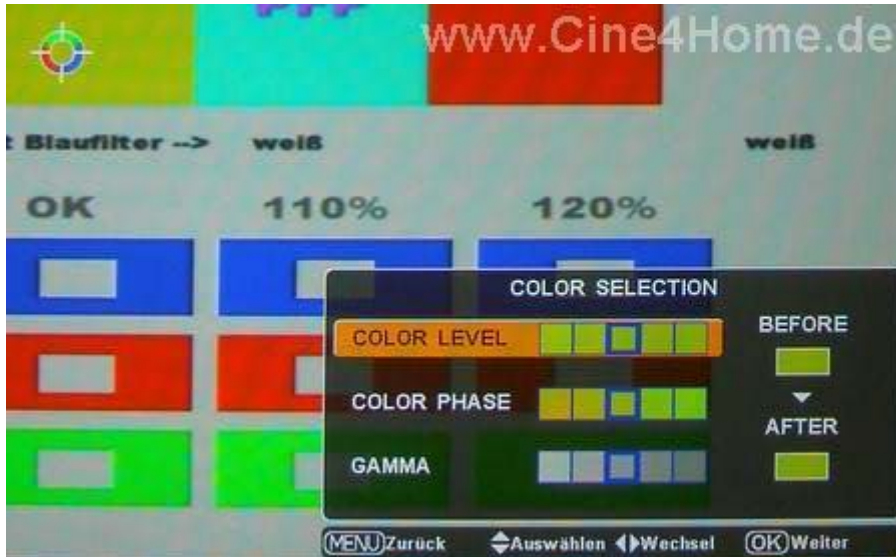 www.Cine4Home.de
t Blaufilter --> weiß weiß
OK 110% 120%
COLOR SELECTION
COLOR LEVEL
BEFORE
COLOR PHASE
AFTER
GAMMA
MENU Zurück Auswählen Wechsel OK Weiter